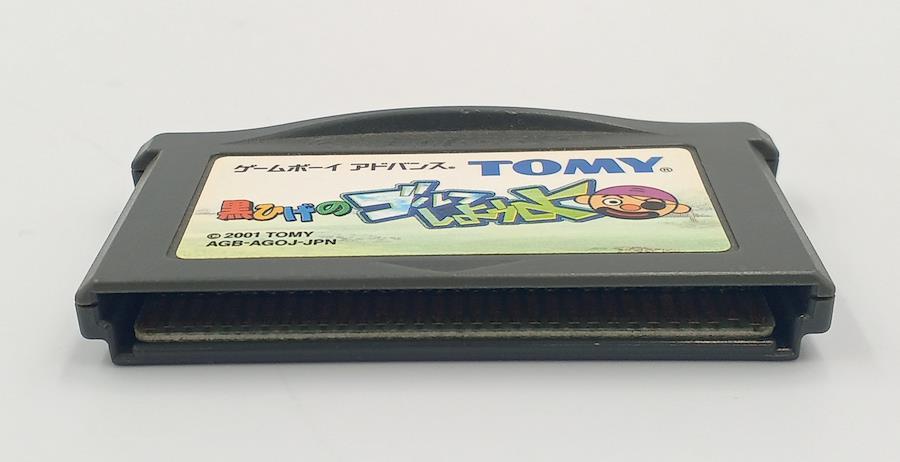 ゲームボーイ アドバンス® TOMY®
黒ひげの ゴルフしようよ
© 2001 TOMY
AGB-AGOJ-JPN